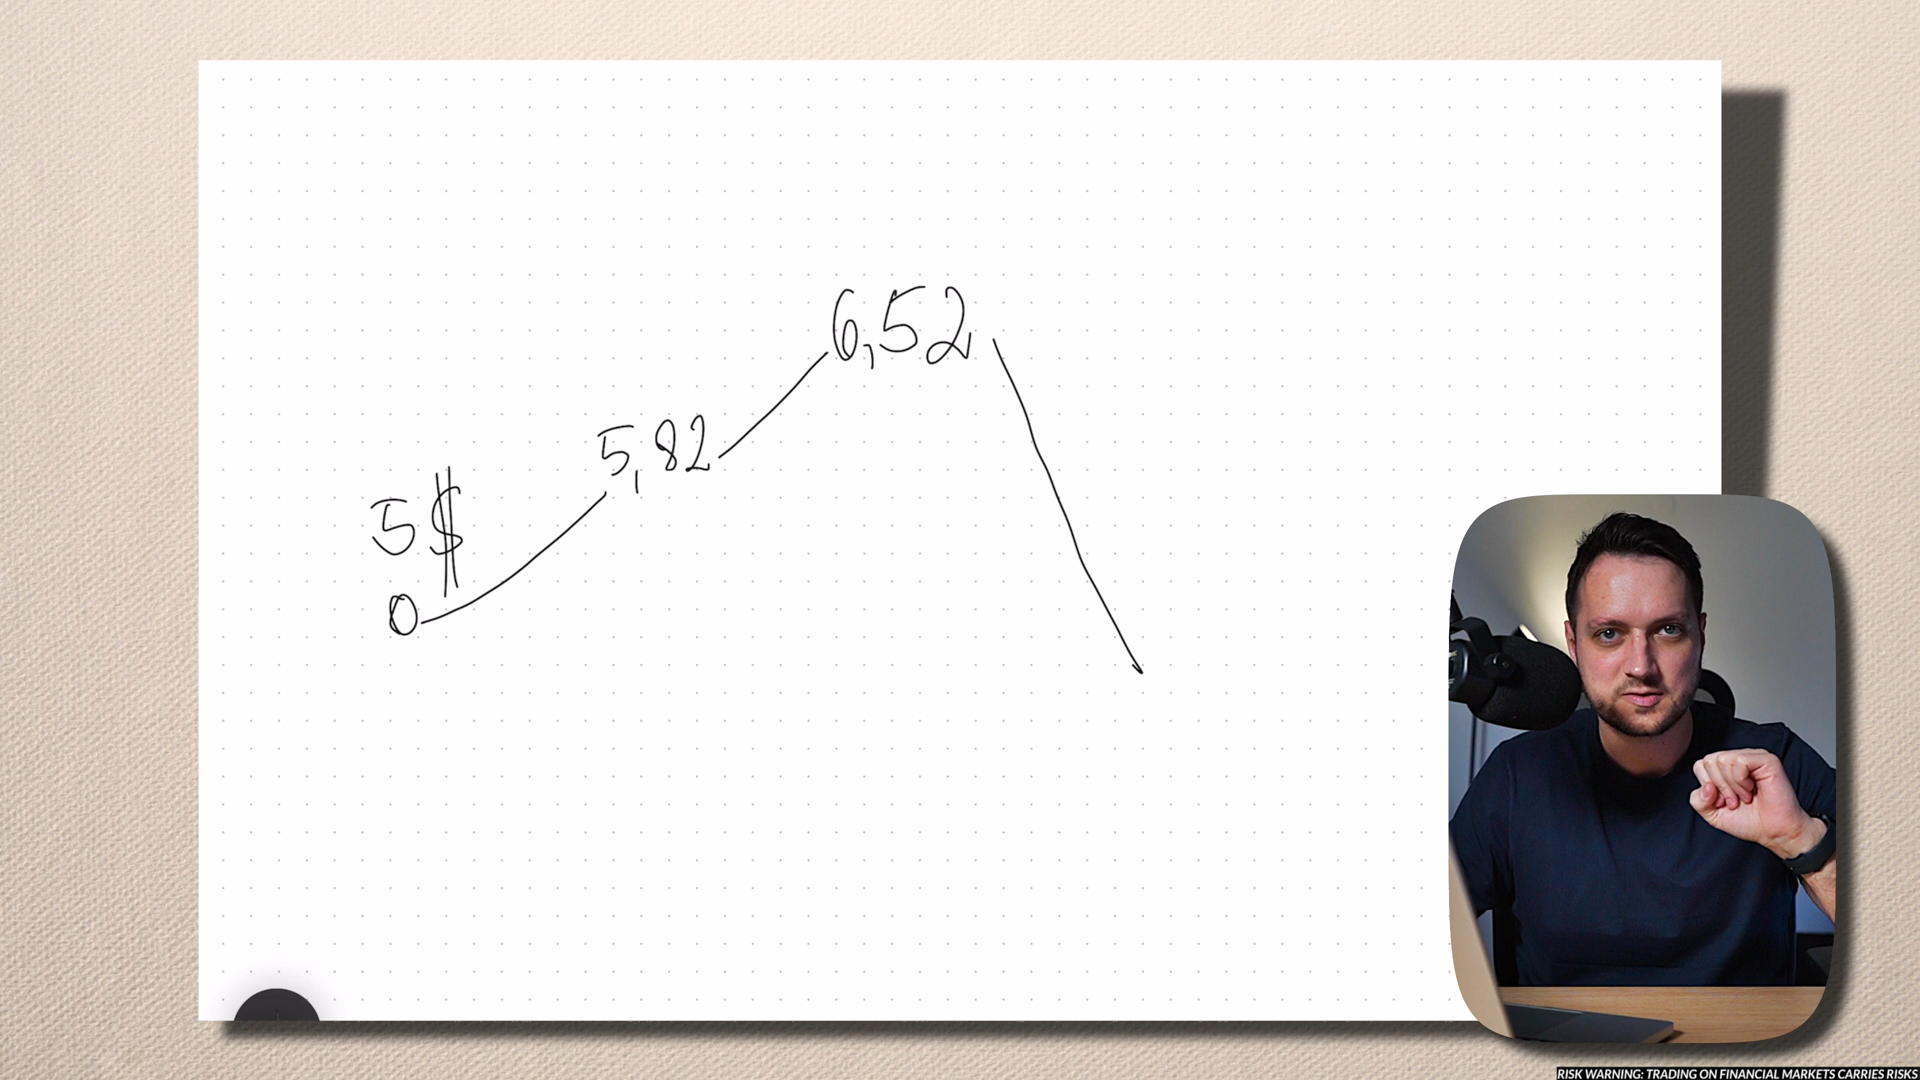 6,52
5,82
5$
0
RISK WARNING: TRADING ON FINANCIAL MARKETS CARRIES RISKS